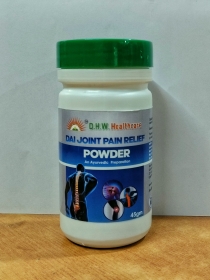 D.H.W. Healthcare
DAI JOINT PAIN RELIEF
POWDER
An Ayurvedic Preparation
45gm